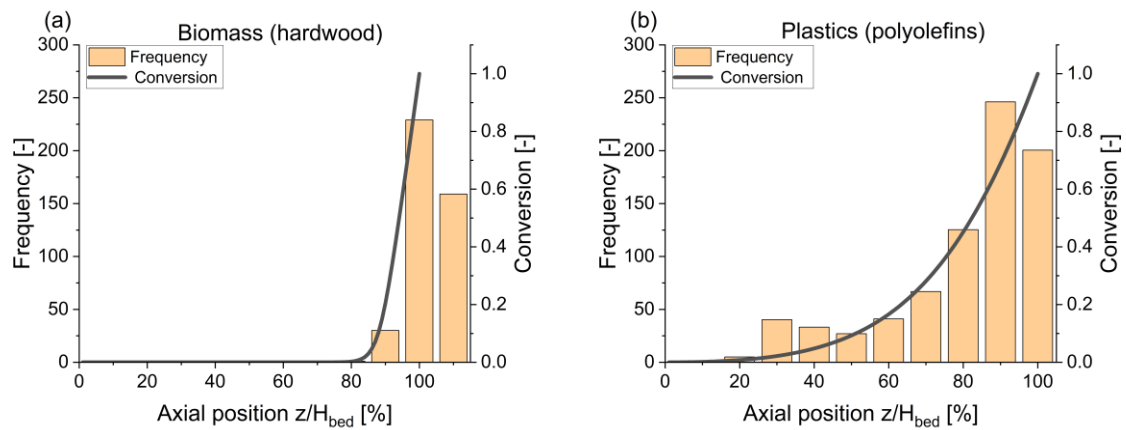 (a)
Biomass (hardwood)
Frequency
Conversion
300
250
200
150
100
50
0
Frequency [-]
1.0
0.8
0.6
0.4
0.2
0.0
Conversion [-]
0
20
40
60
80
100
Axial position z/H_bed [%]
(b)
Plastics (polyolefins)
Frequency
Conversion
300
250
200
150
100
50
0
Frequency [-]
1.0
0.8
0.6
0.4
0.2
0.0
Conversion [-]
0
20
40
60
80
100
Axial position z/H_bed [%]